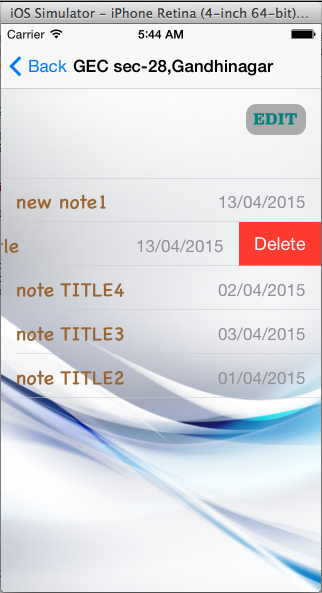 iOS Simulator - iPhone Retina (4-inch 64-bit)...
Carrier 5:44 AM
Back GEC sec-28,Gandhinagar
EDIT
new note1 13/04/2015
tle 13/04/2015 Delete
note TITLE4 02/04/2015
note TITLE3 03/04/2015
note TITLE2 01/04/2015